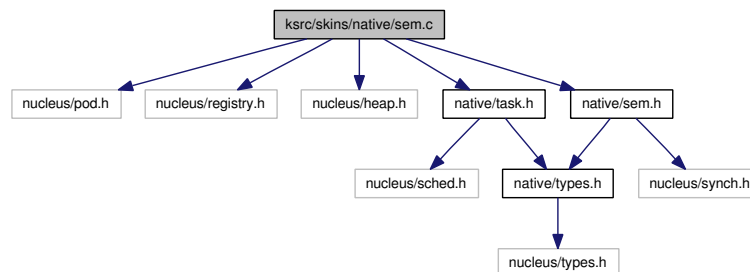 ksrc/skins/native/sem.c
nucleus/pod.h
nucleus/registry.h
nucleus/heap.h
native/task.h
native/sem.h
nucleus/sched.h
native/types.h
nucleus/synch.h
nucleus/types.h